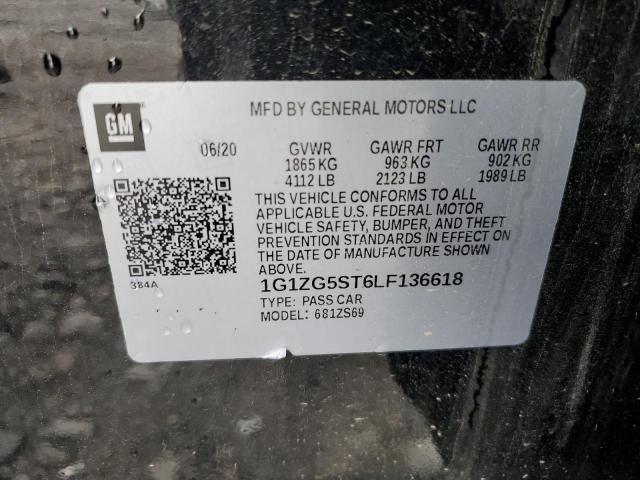 GM
MFD BY GENERAL MOTORS LLC
06/20 GVWR GAWR FRT GAWR RR
1865 KG 963 KG 902 KG
4112 LB 2123 LB 1989 LB
THIS VEHICLE CONFORMS TO ALL
APPLICABLE U.S. FEDERAL MOTOR
VEHICLE SAFETY, BUMPER, AND THEFT
PREVENTION STANDARDS IN EFFECT ON
THE DATE OF MANUFACTURE SHOWN
ABOVE.
384A
1G1ZG5ST6LF136618
TYPE: PASS CAR
MODEL: 681ZS69